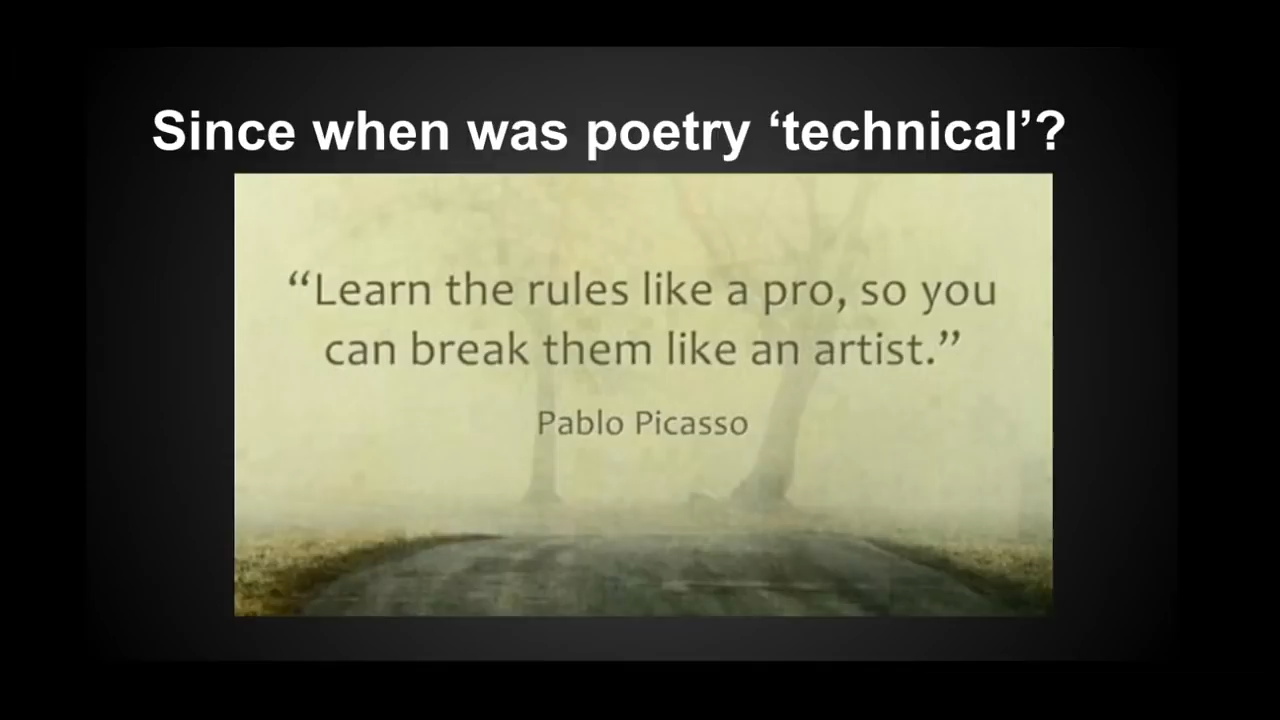 Since when was poetry ‘technical’?
“Learn the rules like a pro, so you
can break them like an artist.”
Pablo Picasso